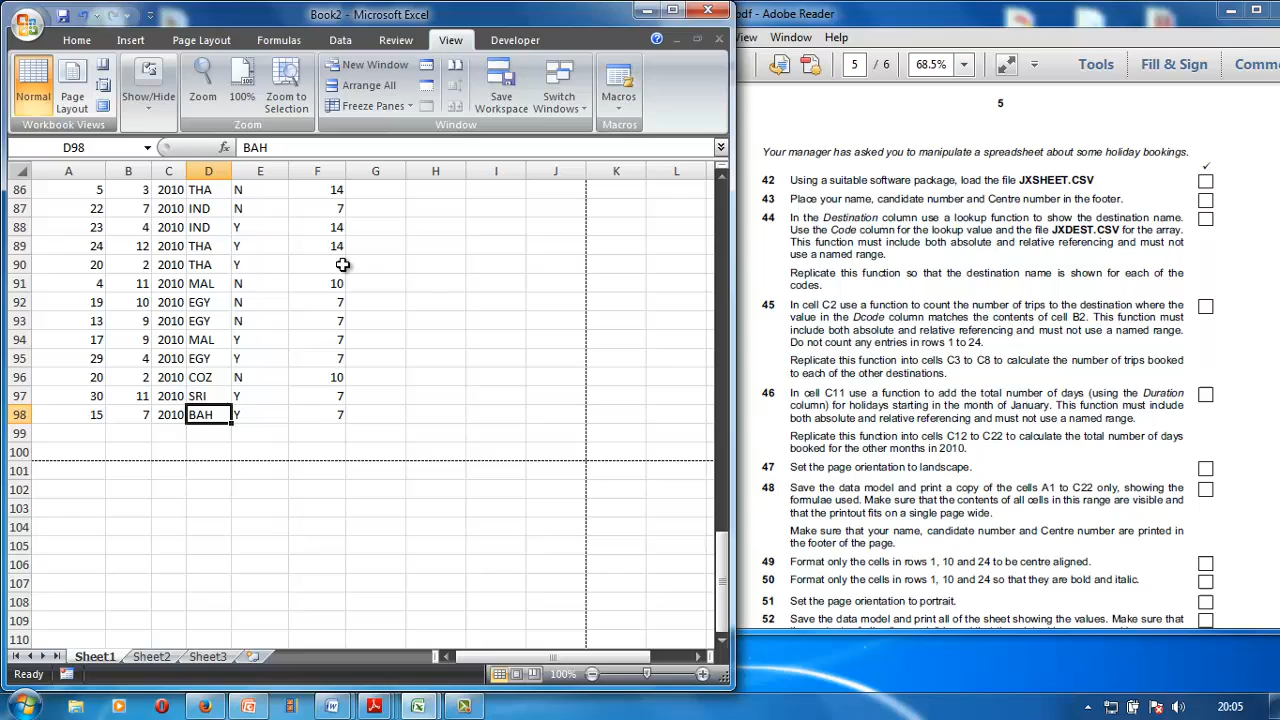 Book2 - Microsoft Excel
Home Insert Page Layout Formulas Data Review View Developer
Normal
Page Layout
Show/Hide
Zoom
100%
Zoom to Selection
New Window
Arrange All
Freeze Panes
Save Workspace
Switch Windows
Macros
Workbook Views
Zoom
Window
Macros
D98 fx BAH
A B C D E F G H I J K L
86 5 3 2010 THA N 14
87 22 7 2010 IND N 7
88 23 4 2010 IND Y 14
89 24 12 2010 THA Y 14
90 20 2 2010 THA Y
91 4 11 2010 MAL N 10
92 19 10 2010 EGY N 7
93 13 9 2010 EGY N 7
94 17 9 2010 MAL Y 7
95 29 4 2010 EGY Y 7
96 20 2 2010 COZ N 10
97 30 11 2010 SRI Y 7
98 15 7 2010 BAH Y 7
99
100
101
102
103
104
105
106
107
108
109
110
Sheet1 Sheet2 Sheet3
Ready
100%
.pdf - Adobe Reader
View Window Help
5 / 6 68.5% Tools Fill & Sign Comme
5
Your manager has asked you to manipulate a spreadsheet about some holiday bookings.
✓
42 Using a suitable software package, load the file JXSHEET.CSV
43 Place your name, candidate number and Centre number in the footer.
44 In the Destination column use a lookup function to show the destination name.
Use the Code column for the lookup value and the file JXDEST.CSV for the array.
This function must include both absolute and relative referencing and must not
use a named range.
Replicate this function so that the destination name is shown for each of the
codes.
45 In cell C2 use a function to count the number of trips to the destination where the
value in the Dcode column matches the contents of cell B2. This function must
include both absolute and relative referencing and must not use a named range.
Do not count any entries in rows 1 to 24.
Replicate this function into cells C3 to C8 to calculate the number of trips booked
to each of the other destinations.
46 In cell C11 use a function to add the total number of days (using the Duration
column) for holidays starting in the month of January. This function must include
both absolute and relative referencing and must not use a named range.
Replicate this function into cells C12 to C22 to calculate the total number of days
booked for the other months in 2010.
47 Set the page orientation to landscape.
48 Save the data model and print a copy of the cells A1 to C22 only, showing the
formulae used. Make sure that the contents of all cells in this range are visible and
that the printout fits on a single page wide.
Make sure that your name, candidate number and Centre number are printed in
the footer of the page.
49 Format only the cells in rows 1, 10 and 24 to be centre aligned.
50 Format only the cells in rows 1, 10 and 24 so that they are bold and italic.
51 Set the page orientation to portrait.
52 Save the data model and print all of the sheet showing the values. Make sure that
20:05